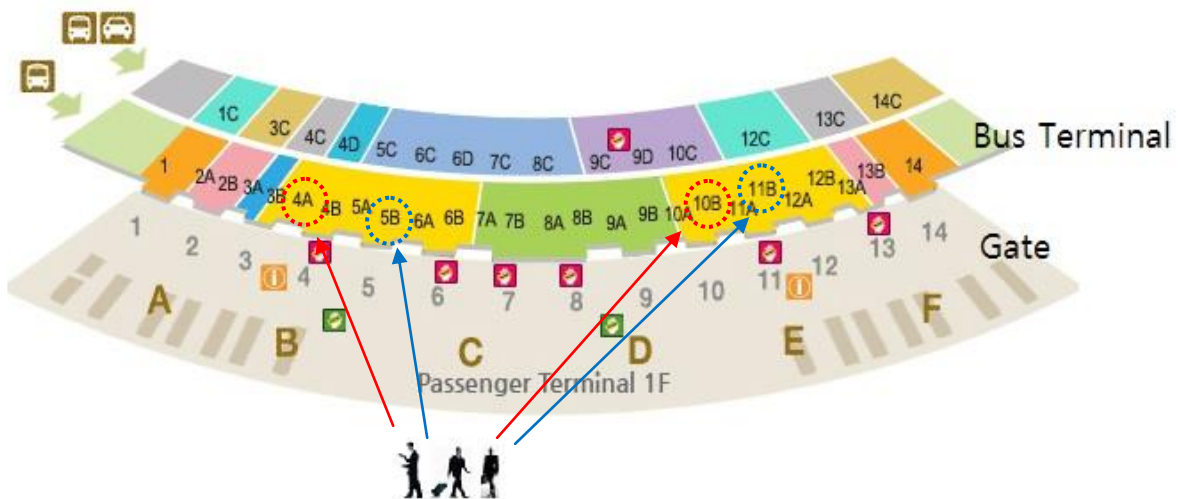 1C 3C 4C 4D 5C 6C 6D 7C 8C 9C 9D 10C 12C 13C 14C
Bus Terminal
1 2A 2B 3A 3B 4A 4B 5A 5B 6A 6B 7A 7B 8A 8B 9A 9B 10A 10B 11A 11B 12A 12B 13A 13B 14
1 2 3 4 5 6 7 8 9 10 11 12 13 14
Gate
A B C D E F
Passenger Terminal 1F